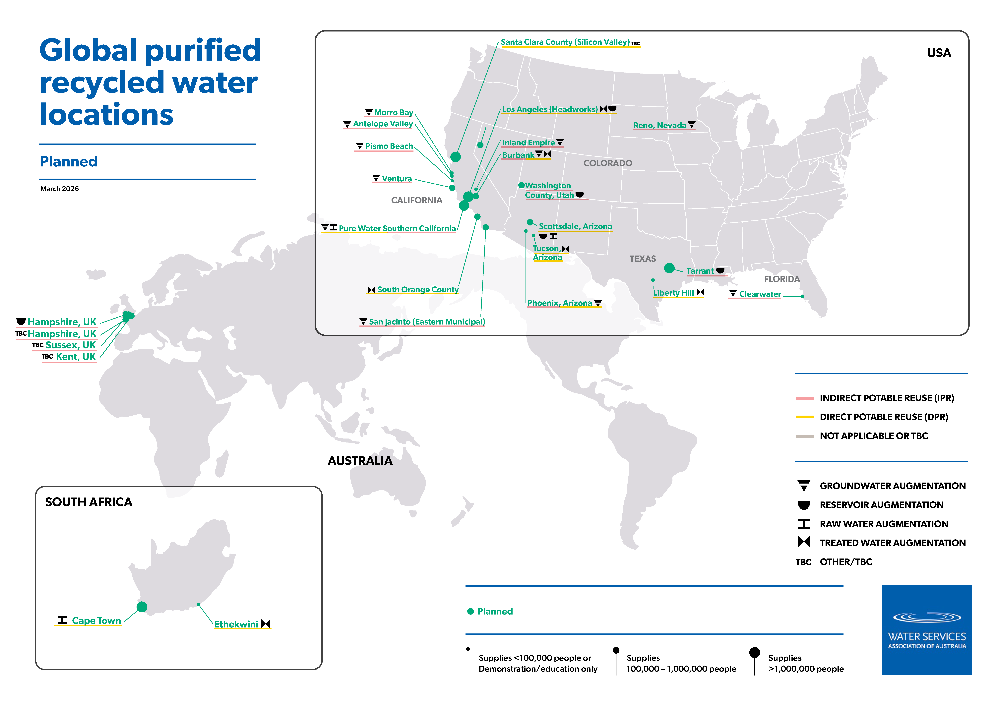 Global purified
recycled water
locations
Planned
March 2026
USA
Santa Clara County (Silicon Valley) TBC
Morro Bay
Antelope Valley
Pismo Beach
Ventura
CALIFORNIA
Pure Water Southern California
South Orange County
San Jacinto (Eastern Municipal)
Los Angeles (Headworks)
Reno, Nevada
Inland Empire
Burbank
COLORADO
Washington
County, Utah
Scottsdale, Arizona
Tucson,
Arizona
Phoenix, Arizona
TEXAS
Tarrant
Liberty Hill
FLORIDA
Clearwater
Hampshire, UK
TBC Hampshire, UK
TBC Sussex, UK
TBC Kent, UK
AUSTRALIA
SOUTH AFRICA
Cape Town
Ethekwini
INDIRECT POTABLE REUSE (IPR)
DIRECT POTABLE REUSE (DPR)
NOT APPLICABLE OR TBC
GROUNDWATER AUGMENTATION
RESERVOIR AUGMENTATION
RAW WATER AUGMENTATION
TREATED WATER AUGMENTATION
TBC OTHER/TBC
Planned
Supplies <100,000 people or
Demonstration/education only
Supplies
100,000 – 1,000,000 people
Supplies
>1,000,000 people
WATER SERVICES
ASSOCIATION OF AUSTRALIA